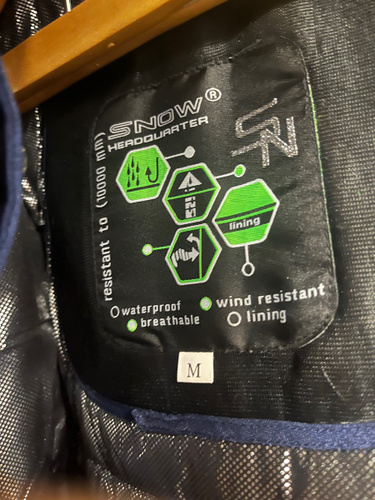 SNOW®
HEADQUARTER
SN
resistant to (10000 mm)
lining
waterproof
wind resistant
breathable
lining
M